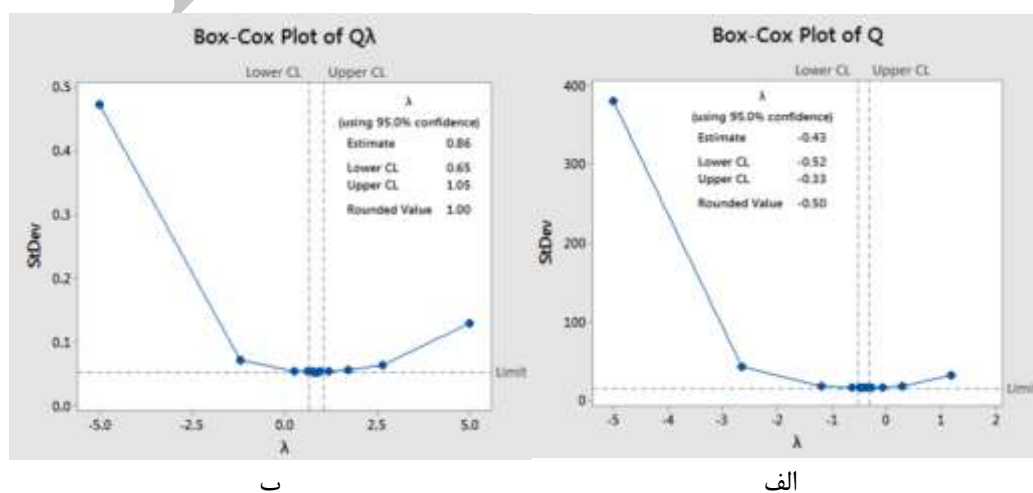 Box-Cox Plot of Qλ
Lower CL Upper CL
λ
(using 95.0% confidence)
Estimate 0.86
Lower CL 0.65
Upper CL 1.05
Rounded Value 1.00
StDev
0.5
0.4
0.3
0.2
0.1
0.0
Limit
-5.0 -2.5 0.0 2.5 5.0
λ
ب
Box-Cox Plot of Q
Lower CL Upper CL
λ
(using 95.0% confidence)
Estimate -0.43
Lower CL -0.52
Upper CL -0.33
Rounded Value -0.50
StDev
400
300
200
100
0
Limit
-5 -4 -3 -2 -1 0 1 2
λ
الف